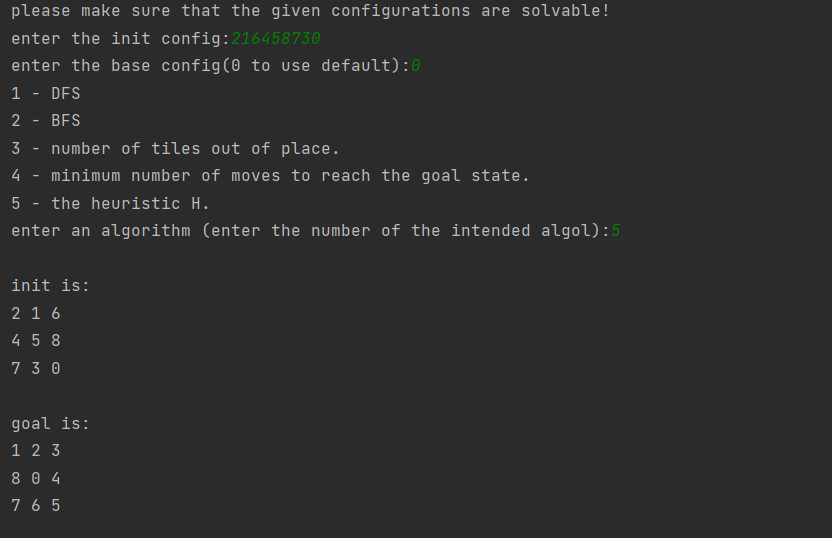 please make sure that the given configurations are solvable!
enter the init config:216458730
enter the base config(0 to use default):0
1 - DFS
2 - BFS
3 - number of tiles out of place.
4 - minimum number of moves to reach the goal state.
5 - the heuristic H.
enter an algorithm (enter the number of the intended algol):5
init is:
2 1 6
4 5 8
7 3 0
goal is:
1 2 3
8 0 4
7 6 5